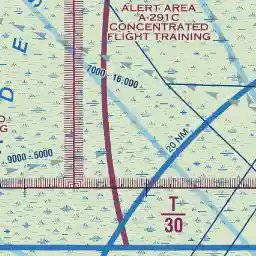 ALERT AREA
A-291C
CONCENTRATED
FLIGHT TRAINING
D E S
7000 - 16,000
20 NM
G
9000 - 5000
T
30